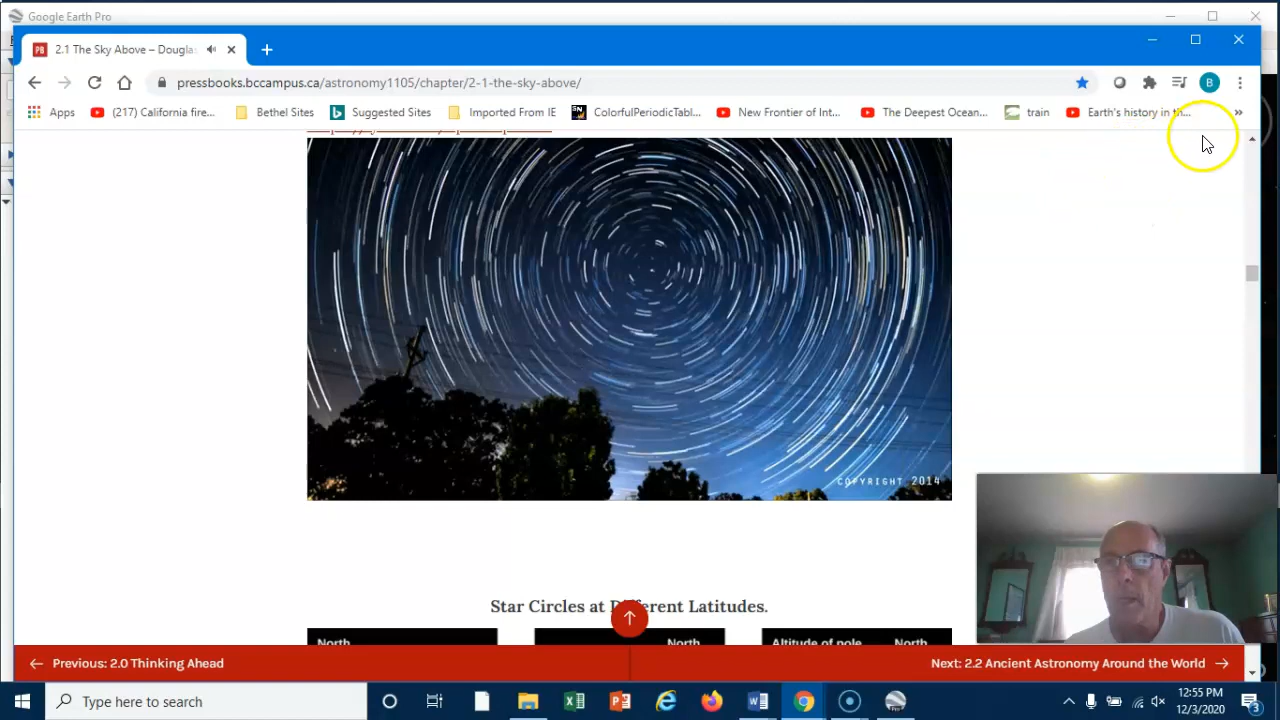 Google Earth Pro
PB 2.1 The Sky Above – Dougla
pressbooks.bccampus.ca/astronomy1105/chapter/2-1-the-sky-above/
B
Apps (217) California fire... Bethel Sites Suggested Sites Imported From IE ColorfulPeriodicTabl... New Frontier of Int... The Deepest Ocean... train Earth's history in th... »
COPYRIGHT 2014
Star Circles at Different Latitudes.
North North Altitude of pole North
← Previous: 2.0 Thinking Ahead
Next: 2.2 Ancient Astronomy Around the World →
Type here to search
12:55 PM
12/3/2020
3